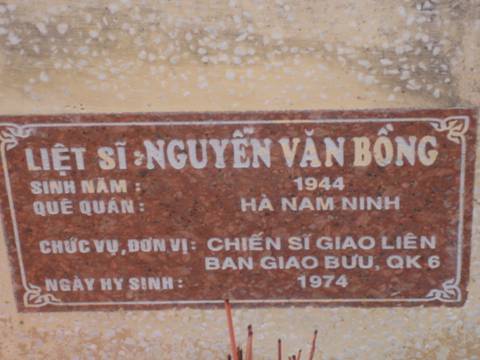 LIỆT SĨ : NGUYỄN VĂN BỒNG
SINH NĂM : 1944
QUÊ QUÁN : HÀ NAM NINH
CHỨC VỤ, ĐƠN VỊ : CHIẾN SĨ GIAO LIÊN
BAN GIAO BƯU, QK 6
NGÀY HY SINH : 1974